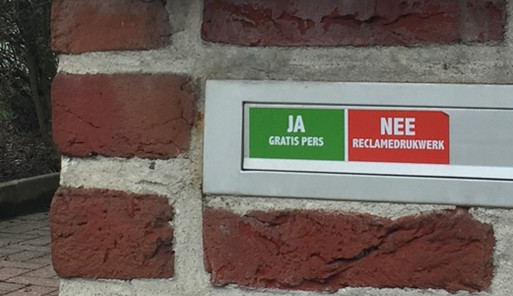 JA
GRATIS PERS
NEE
RECLAMEDRUKWERK